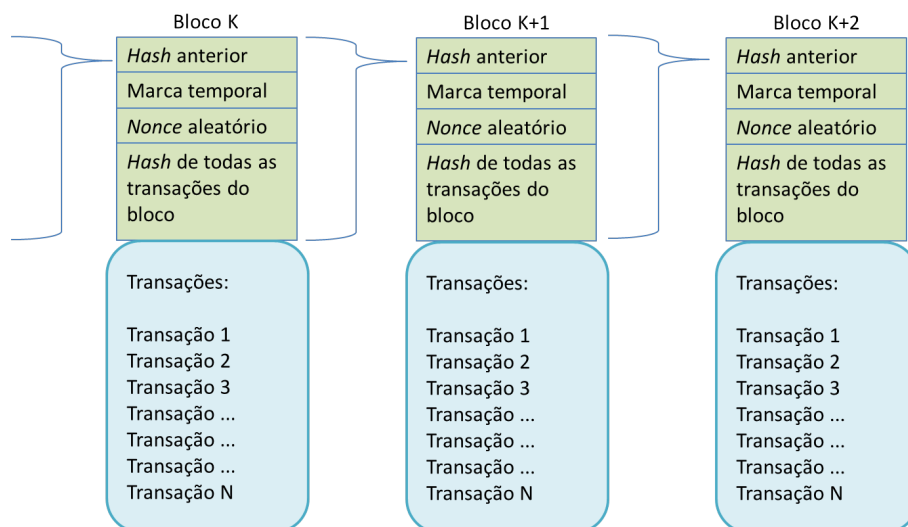 Bloco K
Hash anterior
Marca temporal
Nonce aleatório
Hash de todas as
transações do
bloco
Transações:
Transação 1
Transação 2
Transação 3
Transação ...
Transação ...
Transação ...
Transação N
Bloco K+1
Hash anterior
Marca temporal
Nonce aleatório
Hash de todas as
transações do
bloco
Transações:
Transação 1
Transação 2
Transação 3
Transação ...
Transação ...
Transação ...
Transação N
Bloco K+2
Hash anterior
Marca temporal
Nonce aleatório
Hash de todas as
transações do
bloco
Transações:
Transação 1
Transação 2
Transação 3
Transação ...
Transação ...
Transação ...
Transação N